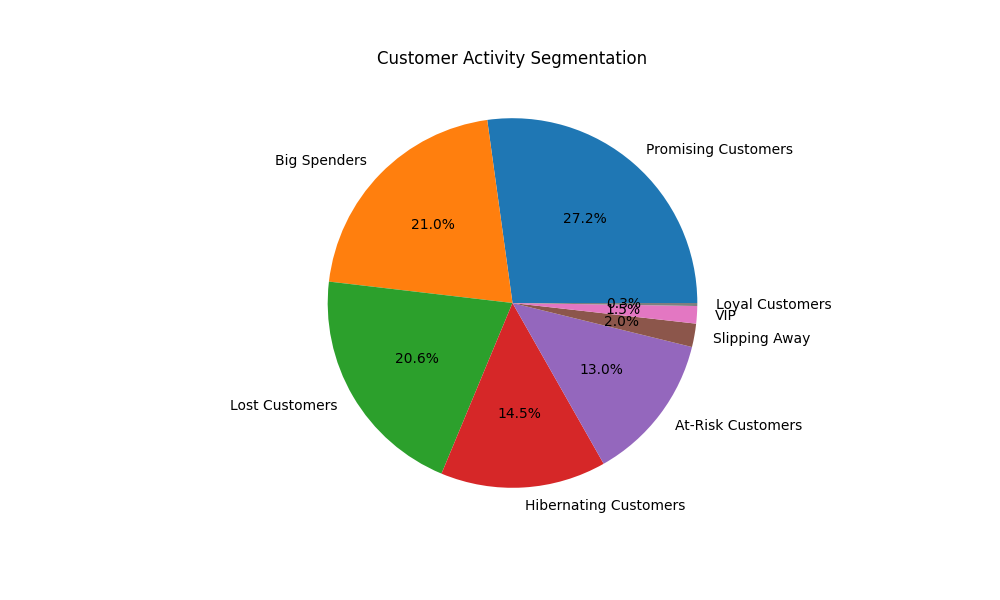 Customer Activity Segmentation
Promising Customers
27.2%
Big Spenders
21.0%
Lost Customers
20.6%
Hibernating Customers
14.5%
At-Risk Customers
13.0%
Slipping Away
2.0%
VIP
1.5%
Loyal Customers
0.3%